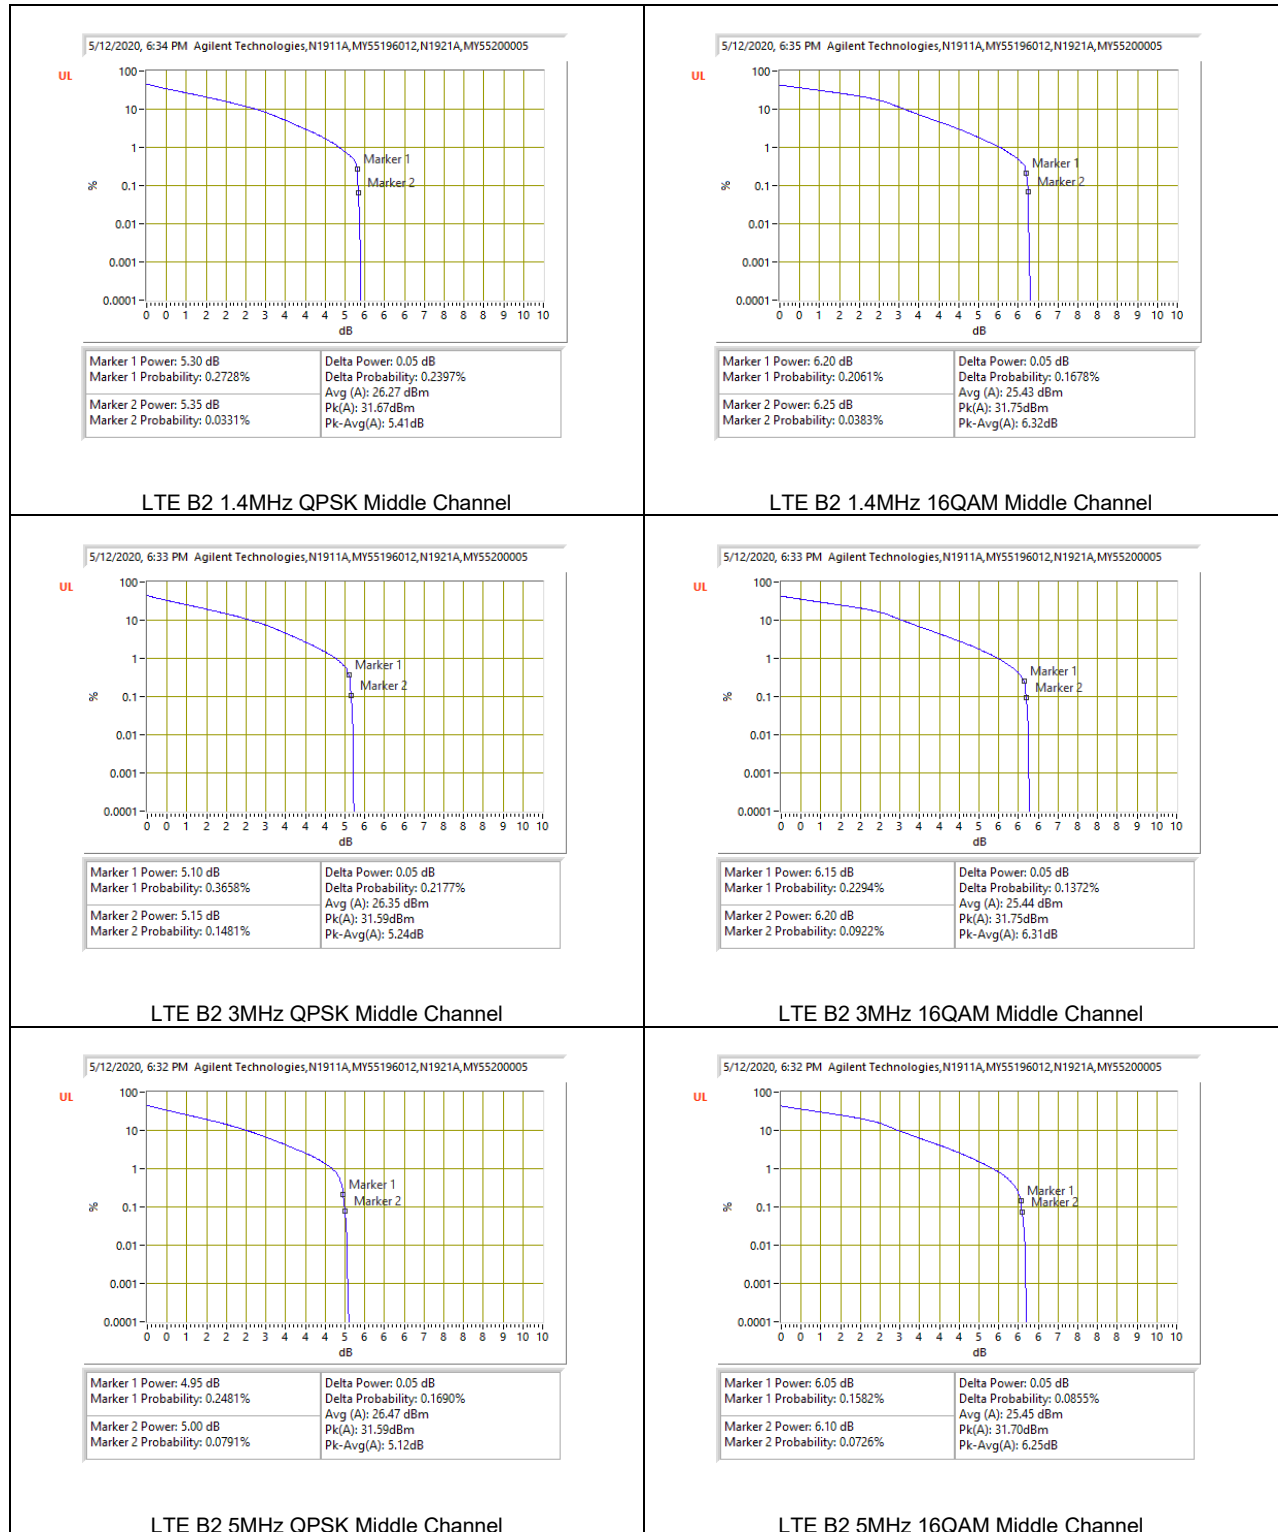 5/12/2020, 6:34 PM Agilent Technologies,N1911A,MY55196012,N1921A,MY55200005
UL
100
10
1
0.1
0.01
0.001
0.0001
%
Marker 1
Marker 2
0 0 1 2 2 2 3 4 4 4 5 6 6 6 7 8 8 8 9 10 10
dB
Marker 1 Power: 5.30 dB
Marker 1 Probability: 0.2728%
Marker 2 Power: 5.35 dB
Marker 2 Probability: 0.0331%
Delta Power: 0.05 dB
Delta Probability: 0.2397%
Avg (A): 26.27 dBm
Pk(A): 31.67dBm
Pk-Avg(A): 5.41dB
LTE B2 1.4MHz QPSK Middle Channel
5/12/2020, 6:35 PM Agilent Technologies,N1911A,MY55196012,N1921A,MY55200005
UL
100
10
1
0.1
0.01
0.001
0.0001
%
Marker 1
Marker 2
0 0 1 2 2 2 3 4 4 4 5 6 6 6 7 8 8 8 9 10 10
dB
Marker 1 Power: 6.20 dB
Marker 1 Probability: 0.2061%
Marker 2 Power: 6.25 dB
Marker 2 Probability: 0.0383%
Delta Power: 0.05 dB
Delta Probability: 0.1678%
Avg (A): 25.43 dBm
Pk(A): 31.75dBm
Pk-Avg(A): 6.32dB
LTE B2 1.4MHz 16QAM Middle Channel
5/12/2020, 6:33 PM Agilent Technologies,N1911A,MY55196012,N1921A,MY55200005
UL
100
10
1
0.1
0.01
0.001
0.0001
%
Marker 1
Marker 2
0 0 1 2 2 2 3 4 4 4 5 6 6 6 7 8 8 8 9 10 10
dB
Marker 1 Power: 5.10 dB
Marker 1 Probability: 0.3658%
Marker 2 Power: 5.15 dB
Marker 2 Probability: 0.1481%
Delta Power: 0.05 dB
Delta Probability: 0.2177%
Avg (A): 26.35 dBm
Pk(A): 31.59dBm
Pk-Avg(A): 5.24dB
LTE B2 3MHz QPSK Middle Channel
5/12/2020, 6:33 PM Agilent Technologies,N1911A,MY55196012,N1921A,MY55200005
UL
100
10
1
0.1
0.01
0.001
0.0001
%
Marker 1
Marker 2
0 0 1 2 2 2 3 4 4 4 5 6 6 6 7 8 8 8 9 10 10
dB
Marker 1 Power: 6.15 dB
Marker 1 Probability: 0.2294%
Marker 2 Power: 6.20 dB
Marker 2 Probability: 0.0922%
Delta Power: 0.05 dB
Delta Probability: 0.1372%
Avg (A): 25.44 dBm
Pk(A): 31.75dBm
Pk-Avg(A): 6.31dB
LTE B2 3MHz 16QAM Middle Channel
5/12/2020, 6:32 PM Agilent Technologies,N1911A,MY55196012,N1921A,MY55200005
UL
100
10
1
0.1
0.01
0.001
0.0001
%
Marker 1
Marker 2
0 0 1 2 2 2 3 4 4 4 5 6 6 6 7 8 8 8 9 10 10
dB
Marker 1 Power: 4.95 dB
Marker 1 Probability: 0.2481%
Marker 2 Power: 5.00 dB
Marker 2 Probability: 0.0791%
Delta Power: 0.05 dB
Delta Probability: 0.1690%
Avg (A): 26.47 dBm
Pk(A): 31.59dBm
Pk-Avg(A): 5.12dB
LTE B2 5MHz QPSK Middle Channel
5/12/2020, 6:32 PM Agilent Technologies,N1911A,MY55196012,N1921A,MY55200005
UL
100
10
1
0.1
0.01
0.001
0.0001
%
Marker 1
Marker 2
0 0 1 2 2 2 3 4 4 4 5 6 6 6 7 8 8 8 9 10 10
dB
Marker 1 Power: 6.05 dB
Marker 1 Probability: 0.1582%
Marker 2 Power: 6.10 dB
Marker 2 Probability: 0.0726%
Delta Power: 0.05 dB
Delta Probability: 0.0855%
Avg (A): 25.45 dBm
Pk(A): 31.70dBm
Pk-Avg(A): 6.25dB
LTE B2 5MHz 16QAM Middle Channel